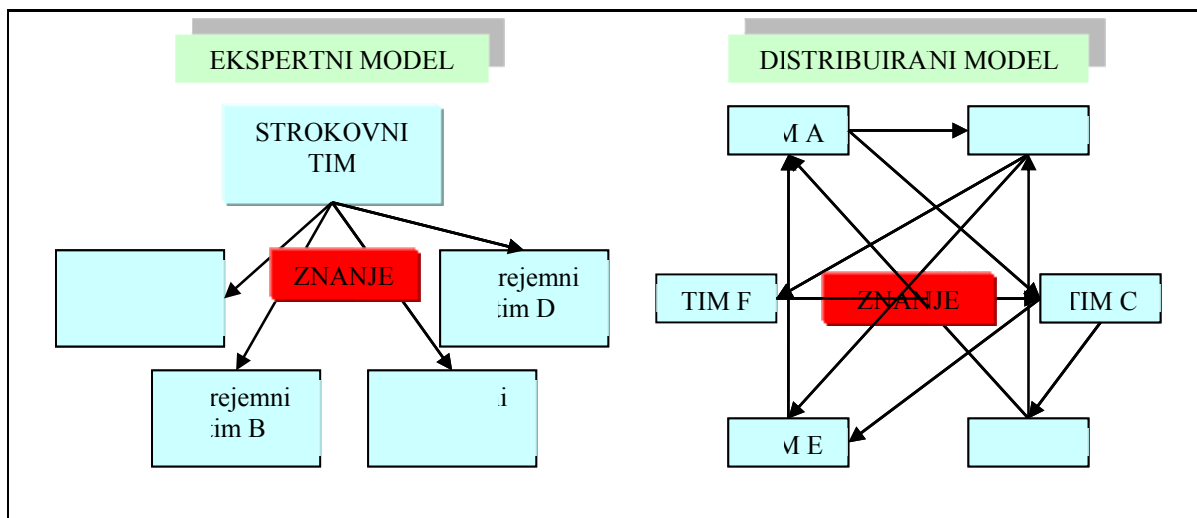 EKSPERTNI MODEL
STROKOVNI
TIM
ZNANJE
rejemni
tim D
rejemni
tim B
i
DISTRIBUIRANI MODEL
M A
TIM F
ZNANJE
TIM C
M E